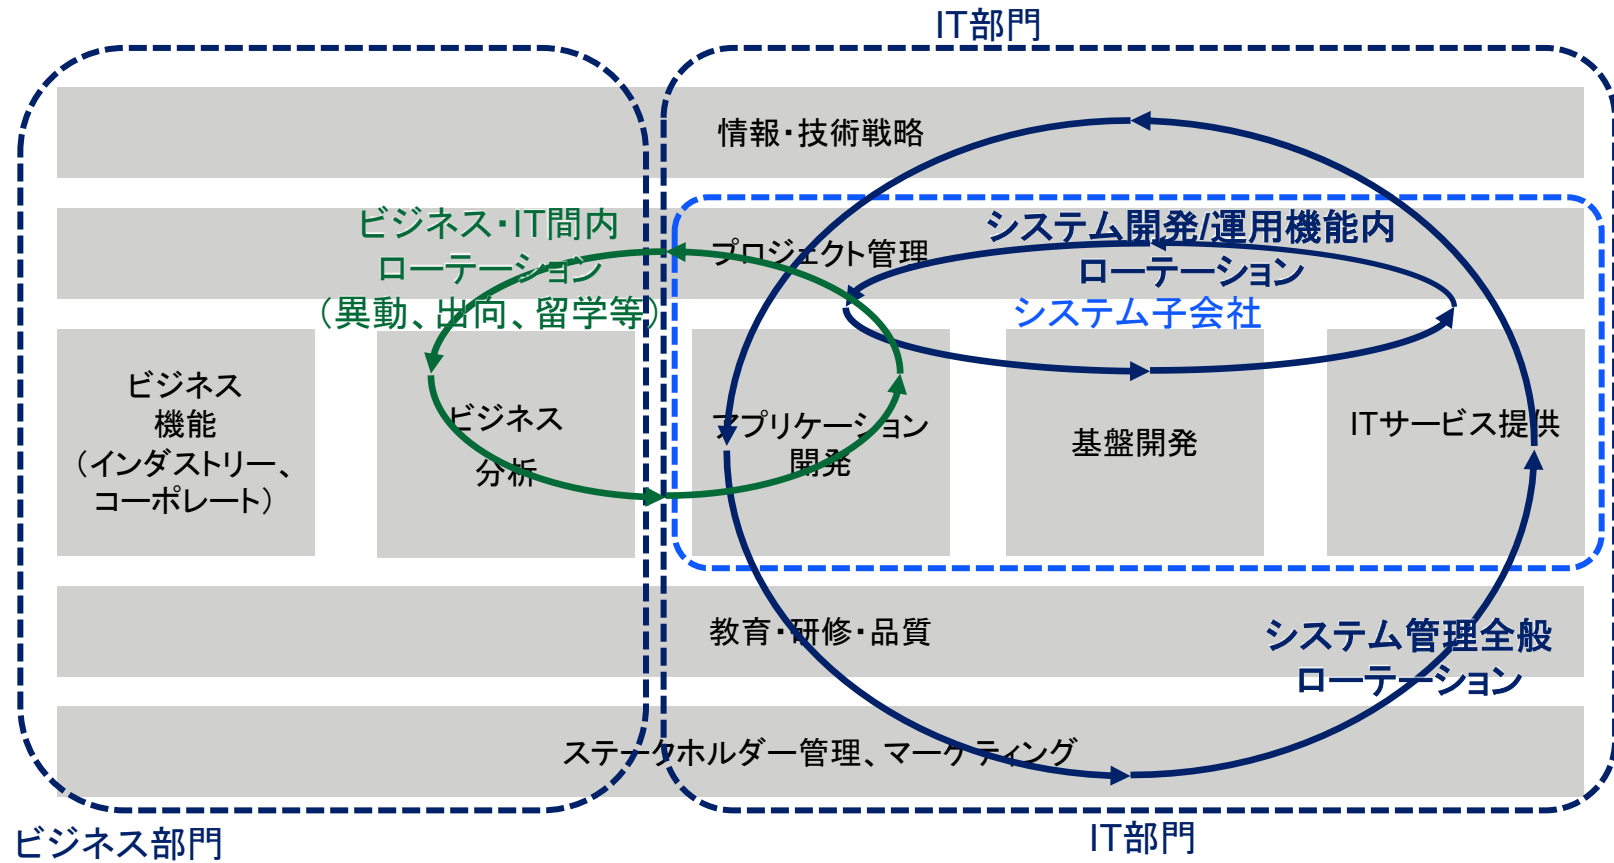 IT部門
情報・技術戦略
ビジネス・IT間内
ローテーション
（異動、出向、留学等）
プロジェクト管理
システム開発/運用機能内
ローテーション
システム子会社
ビジネス
機能
（インダストリー、
コーポレート）
ビジネス
分析
アプリケーション
開発
基盤開発
ITサービス提供
教育・研修・品質
システム管理全般
ローテーション
ステークホルダー管理、マーケティング
ビジネス部門
IT部門